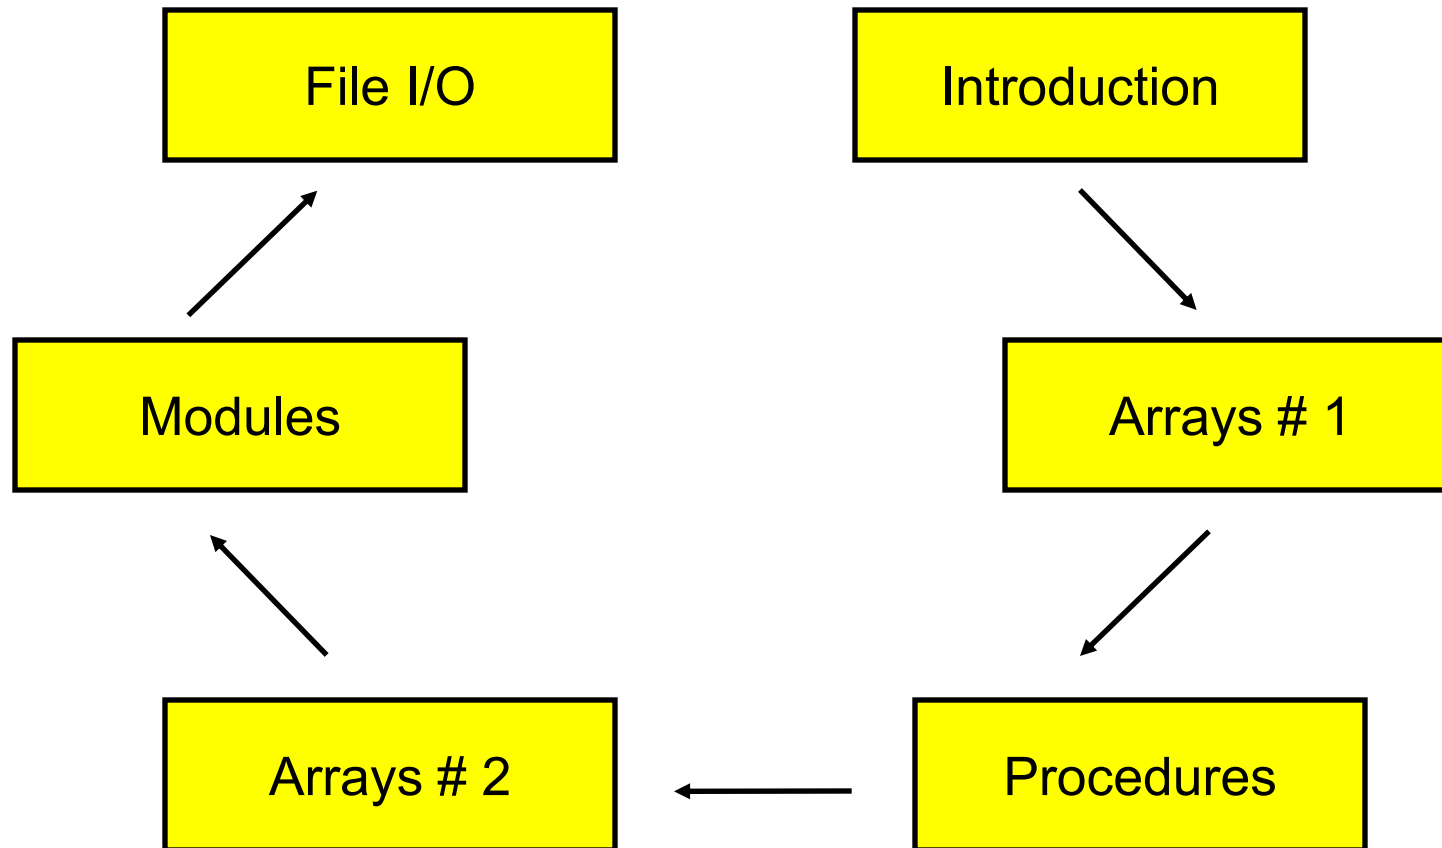 File I/O
Introduction
Modules
Arrays # 1
Arrays # 2
Procedures